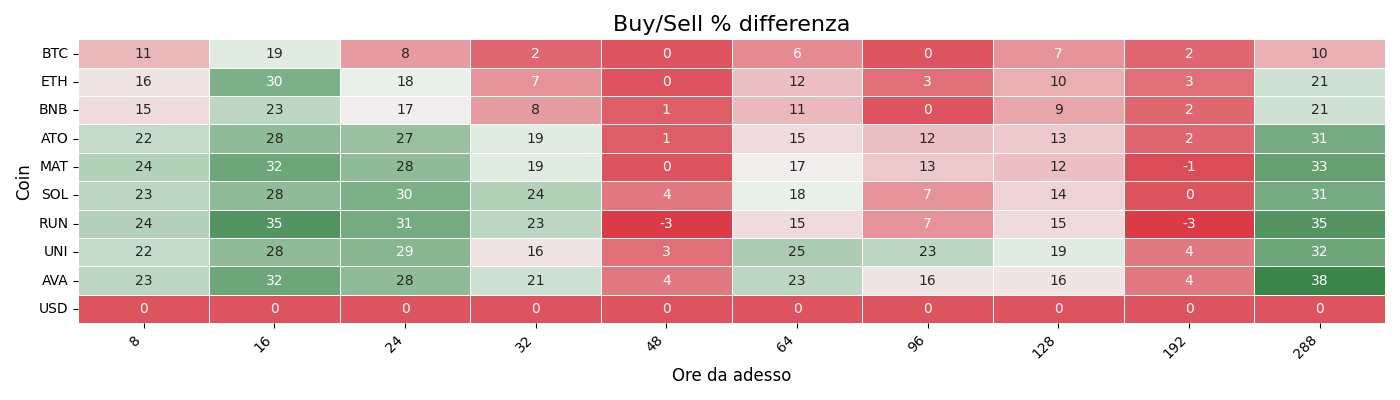 Buy/Sell % differenza
Coin
BTC 11 19 8 2 0 6 0 7 2 10
ETH 16 30 18 7 0 12 3 10 3 21
BNB 15 23 17 8 1 11 0 9 2 21
ATO 22 28 27 19 1 15 12 13 2 31
MAT 24 32 28 19 0 17 13 12 -1 33
SOL 23 28 30 24 4 18 7 14 0 31
RUN 24 35 31 23 -3 15 7 15 -3 35
UNI 22 28 29 16 3 25 23 19 4 32
AVA 23 32 28 21 4 23 16 16 4 38
USD 0 0 0 0 0 0 0 0 0 0
8 16 24 32 48 64 96 128 192 288
Ore da adesso